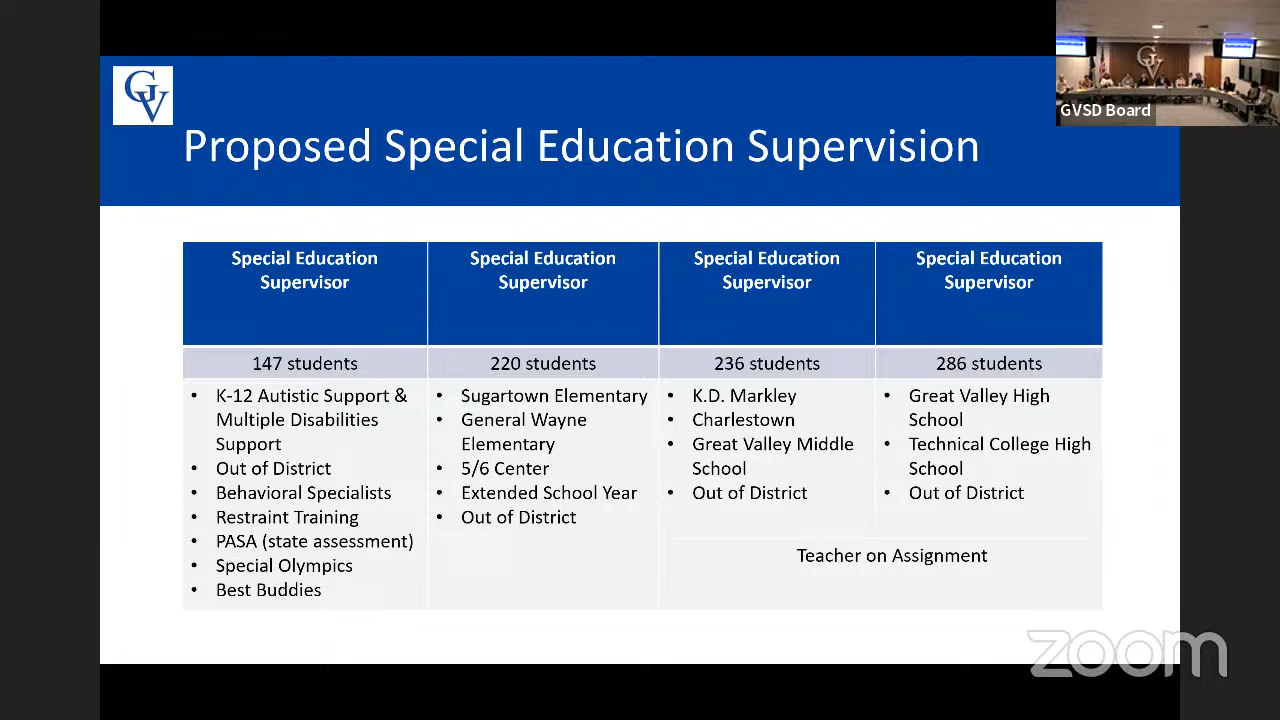 GV
GVSD Board
Proposed Special Education Supervision
Special Education
Supervisor
Special Education
Supervisor
Special Education
Supervisor
Special Education
Supervisor
147 students
220 students
236 students
286 students
• K-12 Autistic Support &
Multiple Disabilities
Support
• Out of District
• Behavioral Specialists
• Restraint Training
• PASA (state assessment)
• Special Olympics
• Best Buddies
• Sugartown Elementary
• General Wayne
Elementary
• 5/6 Center
• Extended School Year
• Out of District
• K.D. Markley
• Charlestown
• Great Valley Middle
School
• Out of District
• Great Valley High
School
• Technical College High
School
• Out of District
Teacher on Assignment
zoom